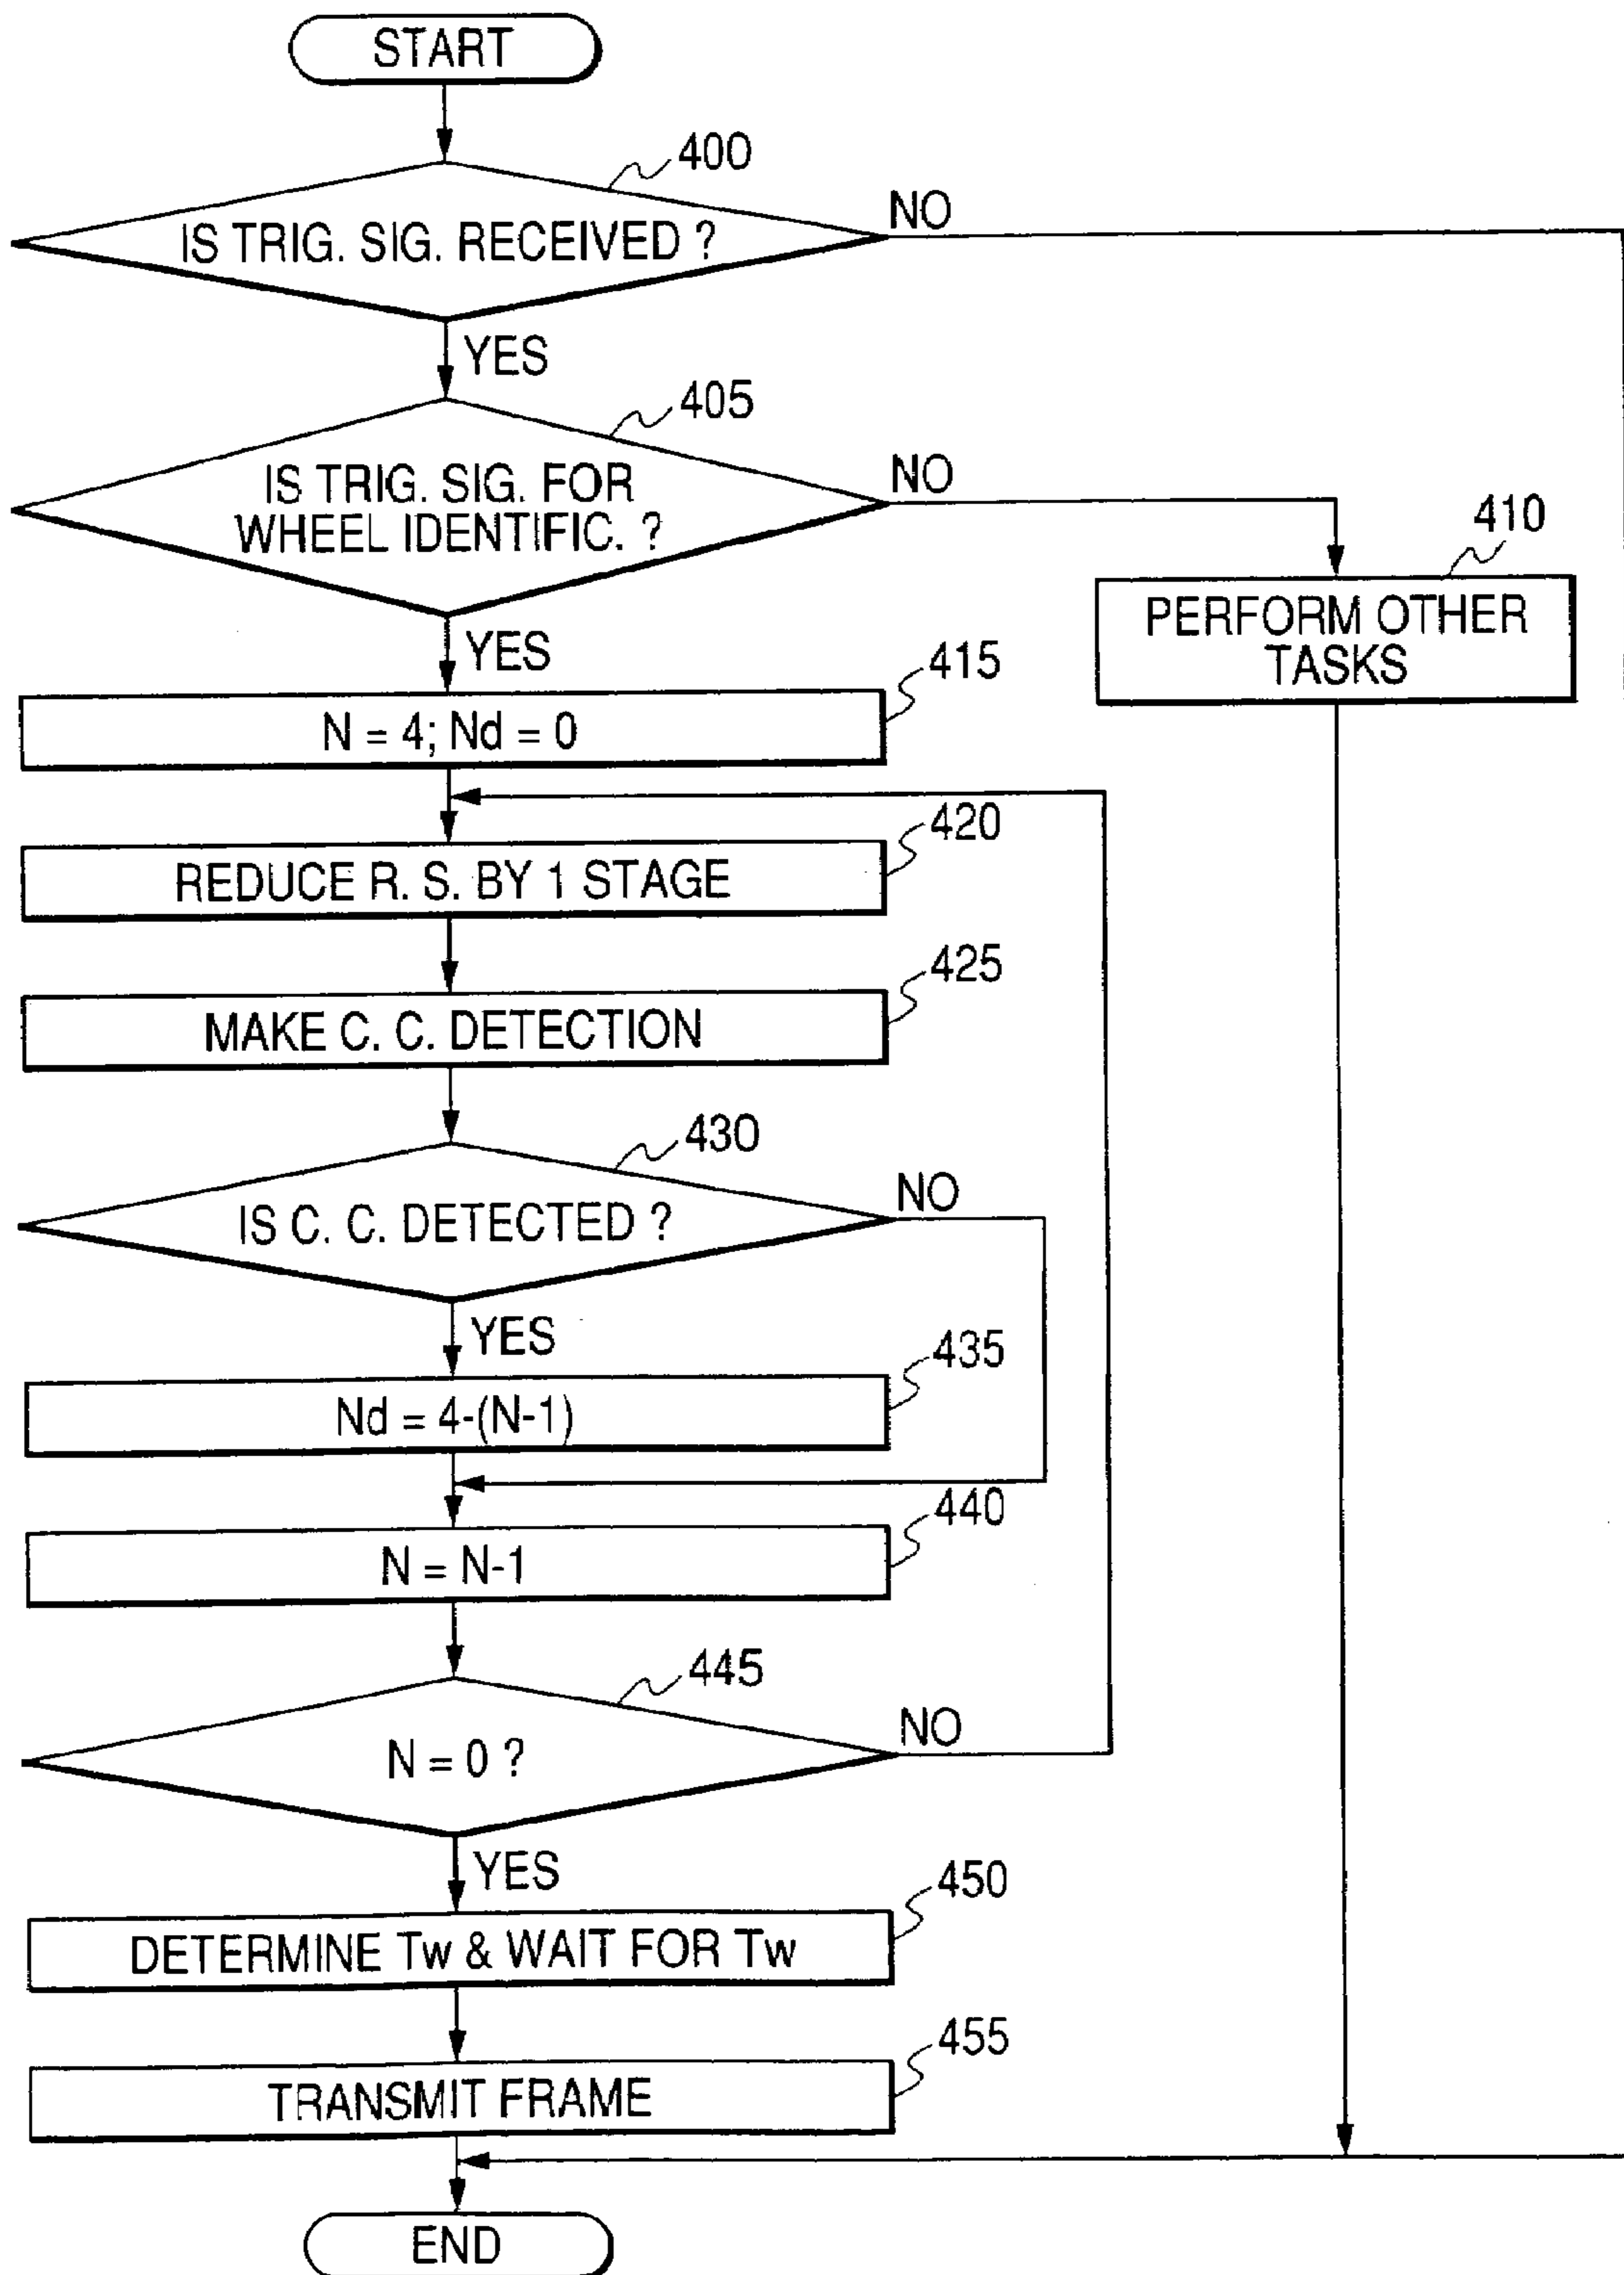 START
400
IS TRIG. SIG. RECEIVED ?
NO
YES
405
IS TRIG. SIG. FOR
WHEEL IDENTIFIC. ?
NO
410
PERFORM OTHER
TASKS
YES
415
N = 4; Nd = 0
420
REDUCE R. S. BY 1 STAGE
425
MAKE C. C. DETECTION
430
IS C. C. DETECTED ?
NO
YES
435
Nd = 4-(N-1)
440
N = N-1
445
N = 0 ?
NO
YES
450
DETERMINE Tw & WAIT FOR Tw
455
TRANSMIT FRAME
END